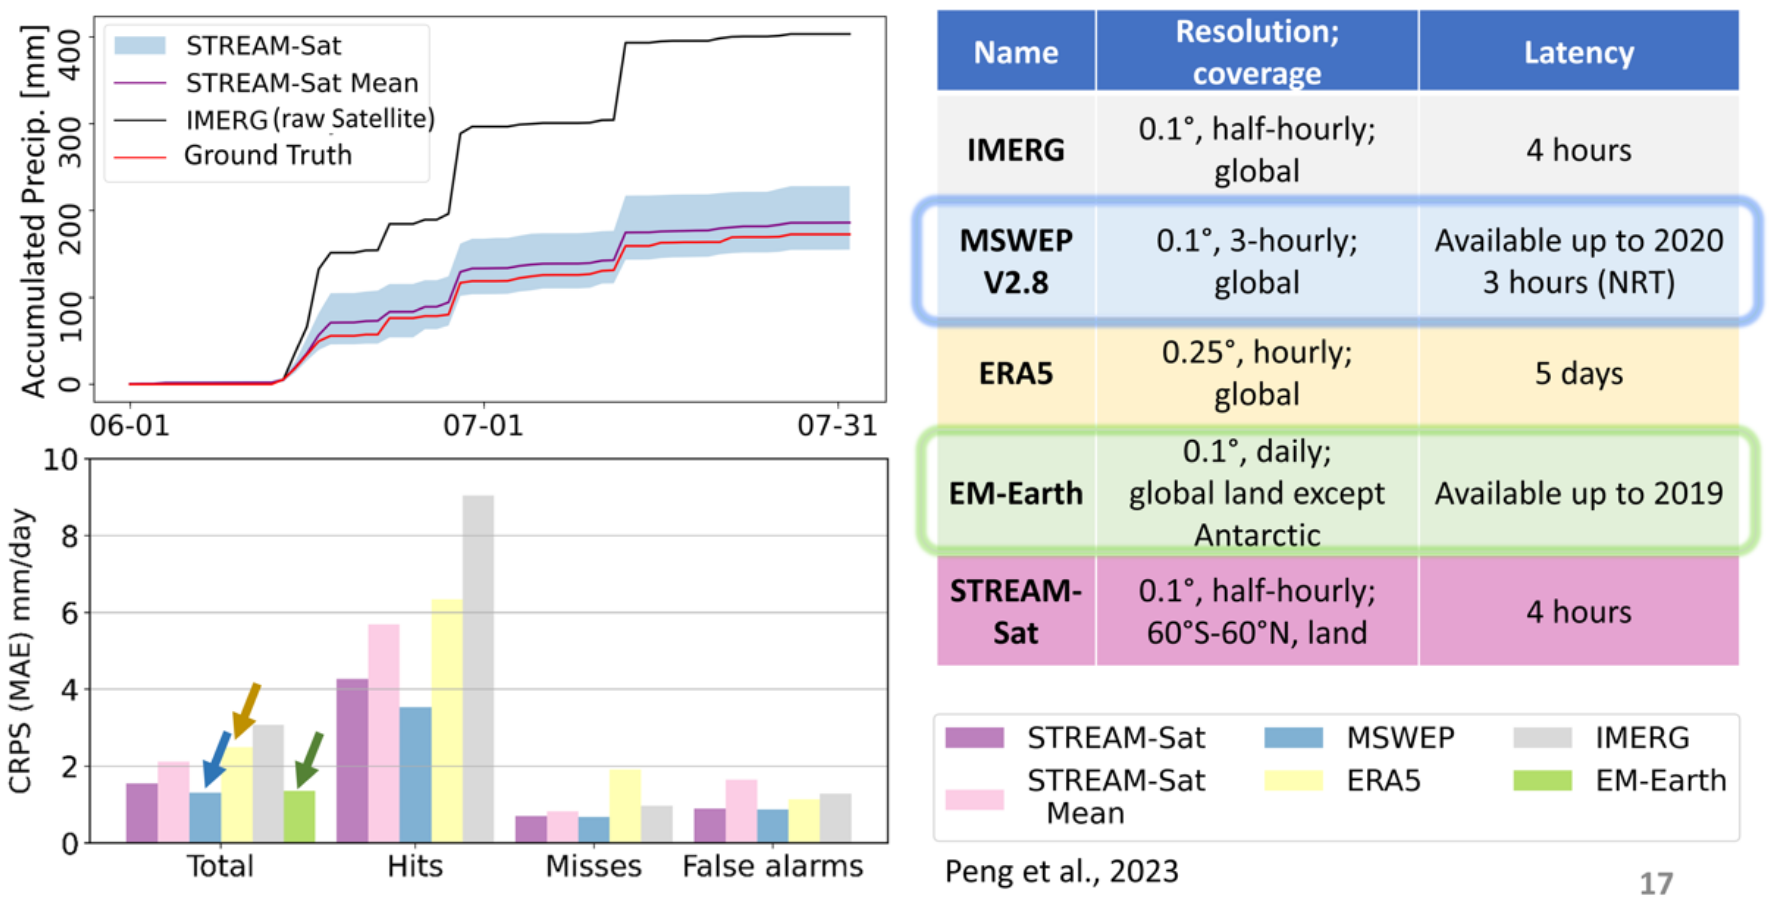 Accumulated Precip. [mm]
400
300
200
100
0
STREAM-Sat
STREAM-Sat Mean
IMERG (raw Satellite)
Ground Truth
06-01
07-01
07-31
CRPS (MAE) mm/day
10
8
6
4
2
0
Total
Hits
Misses
False alarms
Name
Resolution;
coverage
Latency
IMERG
0.1°, half-hourly;
global
4 hours
MSWEP
V2.8
0.1°, 3-hourly;
global
Available up to 2020
3 hours (NRT)
ERA5
0.25°, hourly;
global
5 days
EM-Earth
0.1°, daily;
global land except
Antarctic
Available up to 2019
STREAM-
Sat
0.1°, half-hourly;
60°S-60°N, land
4 hours
STREAM-Sat
STREAM-Sat
Mean
MSWEP
ERA5
IMERG
EM-Earth
Peng et al., 2023
17